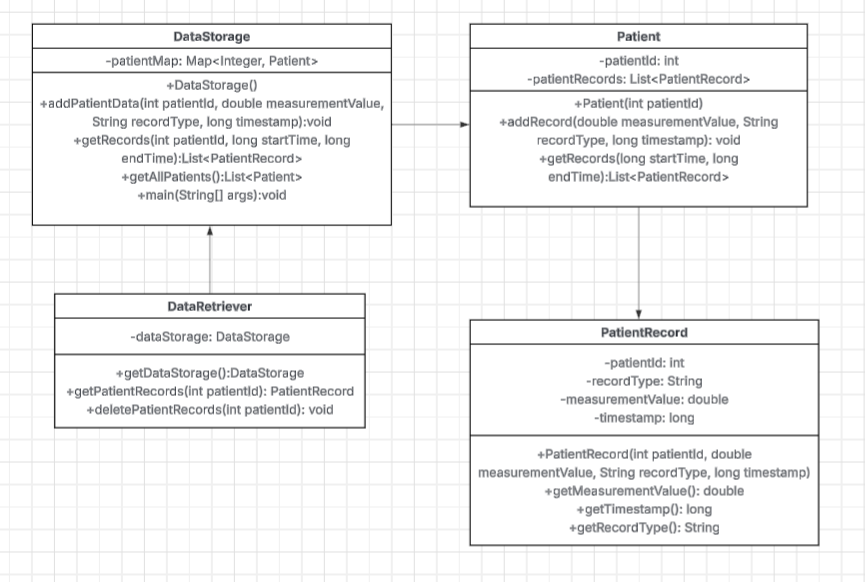 DataStorage
-patientMap: Map<Integer, Patient>
+DataStorage()
+addPatientData(int patientId, double measurementValue,
String recordType, long timestamp):void
+getRecords(int patientId, long startTime, long
endTime):List<PatientRecord>
+getAllPatients():List<Patient>
+main(String[] args):void
Patient
-patientId: int
-patientRecords: List<PatientRecord>
+Patient(int patientId)
+addRecord(double measurementValue, String
recordType, long timestamp): void
+getRecords(long startTime, long
endTime):List<PatientRecord>
DataRetriever
-dataStorage: DataStorage
+getDataStorage():DataStorage
+getPatientRecords(int patientId): PatientRecord
+deletePatientRecords(int patientId): void
PatientRecord
-patientId: int
-recordType: String
-measurementValue: double
-timestamp: long
+PatientRecord(int patientId, double
measurementValue, String recordType, long timestamp)
+getMeasurementValue(): double
+getTimestamp(): long
+getRecordType(): String